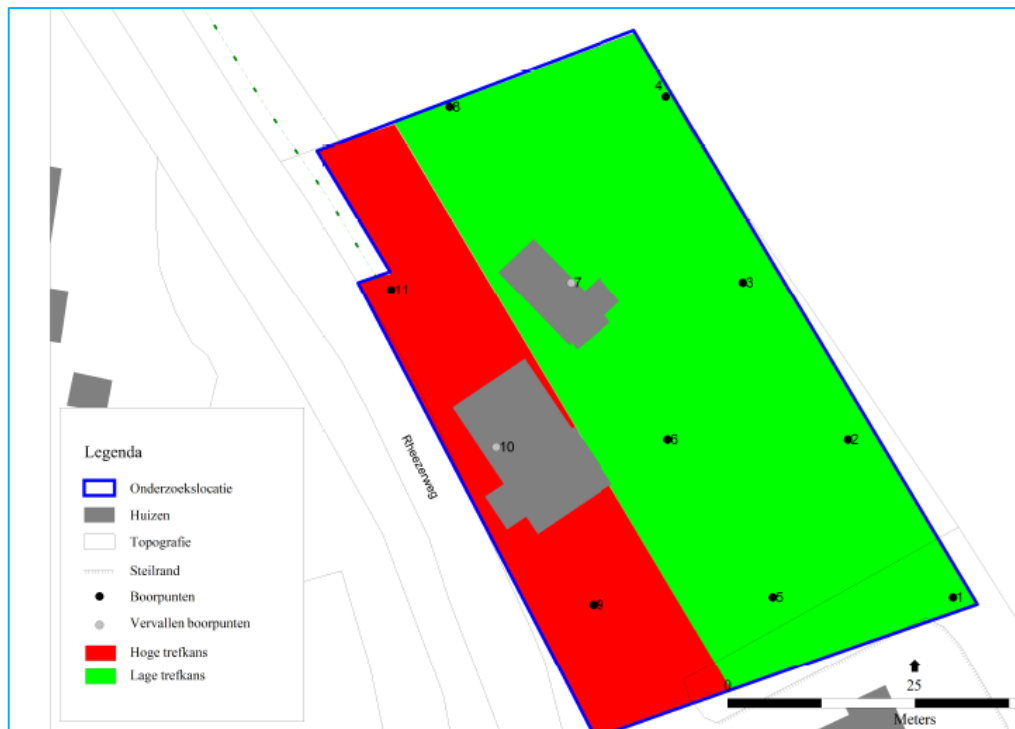 4
8
7
3
11
Rheezerweg
6
2
10
Legenda
Onderzoekslocatie
Huizen
Topografie
Steilrand
Boorpunten
Vervallen boorpunten
Hoge trefkans
Lage trefkans
9
5
1
0
25
Meters